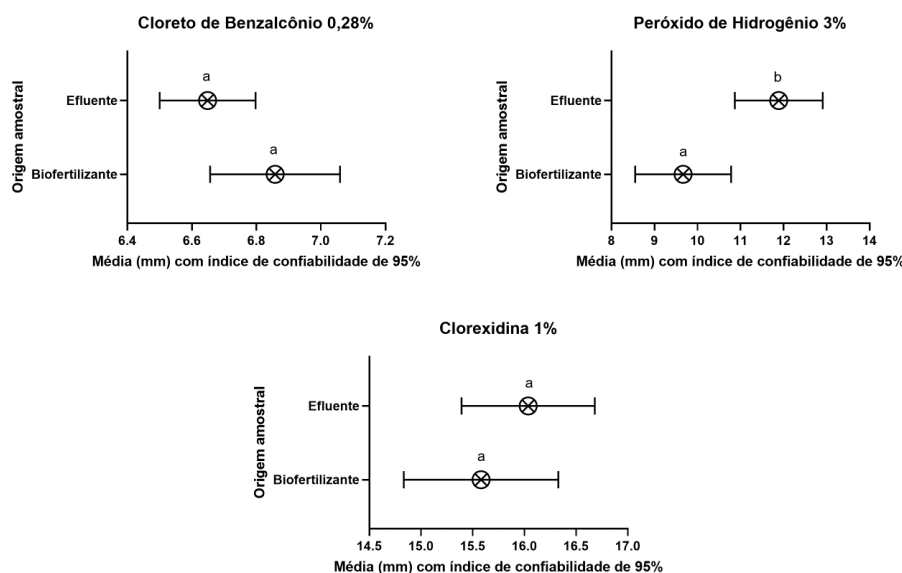 Cloreto de Benzalcônio 0,28%
Origem amostral
a
Efluente
a
Biofertilizante
6.4 6.6 6.8 7.0 7.2
Média (mm) com índice de confiabilidade de 95%
Peróxido de Hidrogênio 3%
Origem amostral
b
Efluente
a
Biofertilizante
8 9 10 11 12 13 14
Média (mm) com índice de confiabilidade de 95%
Clorexidina 1%
Origem amostral
a
Efluente
a
Biofertilizante
14.5 15.0 15.5 16.0 16.5 17.0
Média (mm) com índice de confiabilidade de 95%